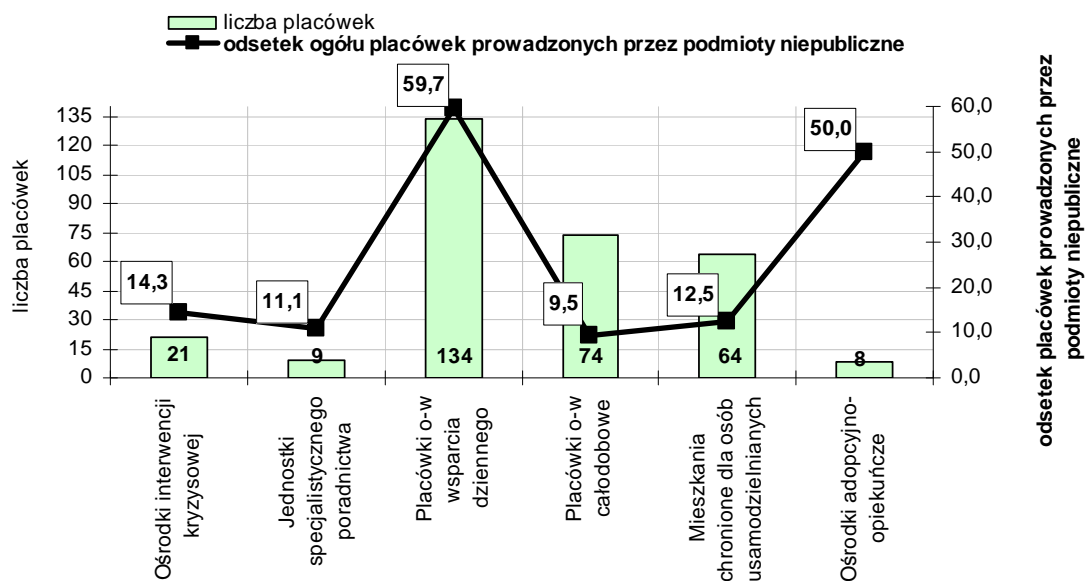 liczba placówek
odsetek ogółu placówek prowadzonych przez podmioty niepubliczne
liczba placówek
135
120
105
90
75
60
45
30
15
0
14,3
11,1
59,7
9,5
12,5
50,0
21
9
134
74
64
8
60,0
50,0
40,0
30,0
20,0
10,0
0,0
odsetek placówek prowadzonych przez
podmioty niepubliczne
Ośrodki interwencji
kryzysowej
Jednostki
specjalistycznego
poradnictwa
Placówki o-w
wsparcia
dziennego
Placówki o-w
całodobowe
Mieszkania
chronione dla osób
usamodzielnianych
Ośrodki adopcyjno-
opiekuńcze